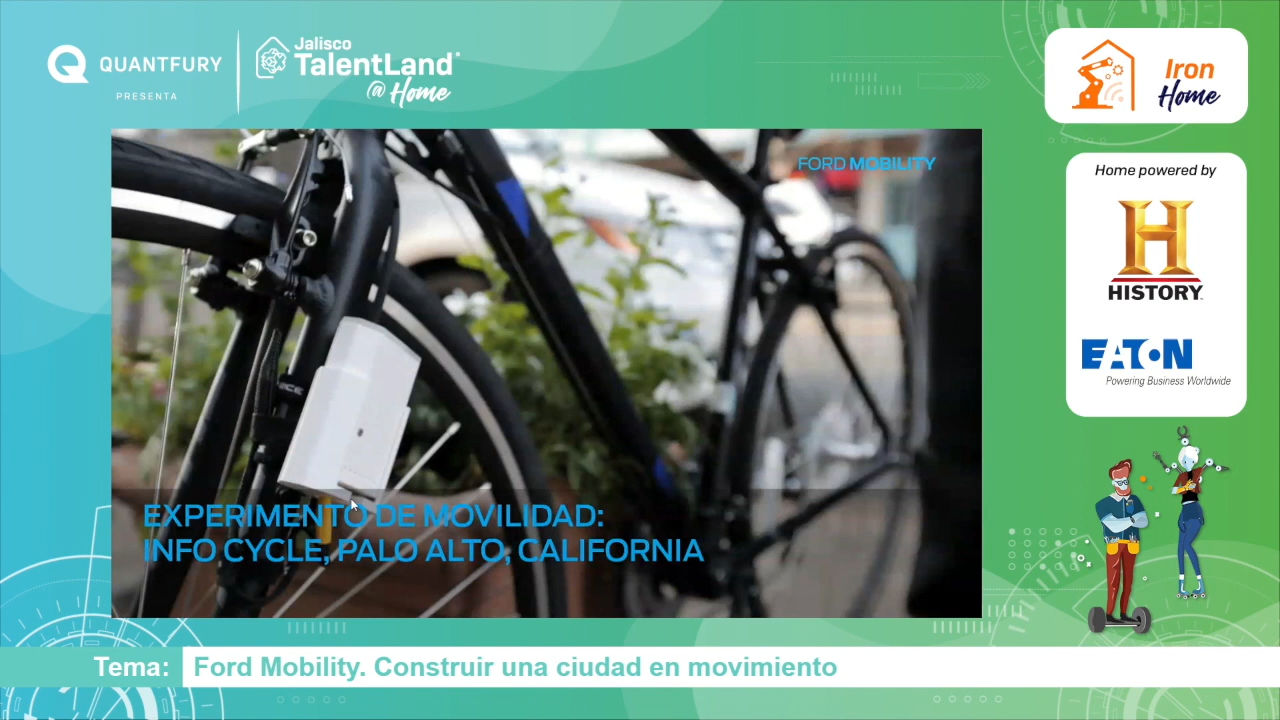 QUANTFURY
PRESENTA
Jalisco
TalentLand
@ Home
Iron
Home
Home powered by
HISTORY
EATON
Powering Business Worldwide
FORD MOBILITY
EXPERIMENTO DE MOVILIDAD:
INFO CYCLE, PALO ALTO, CALIFORNIA
Tema: Ford Mobility. Construir una ciudad en movimiento